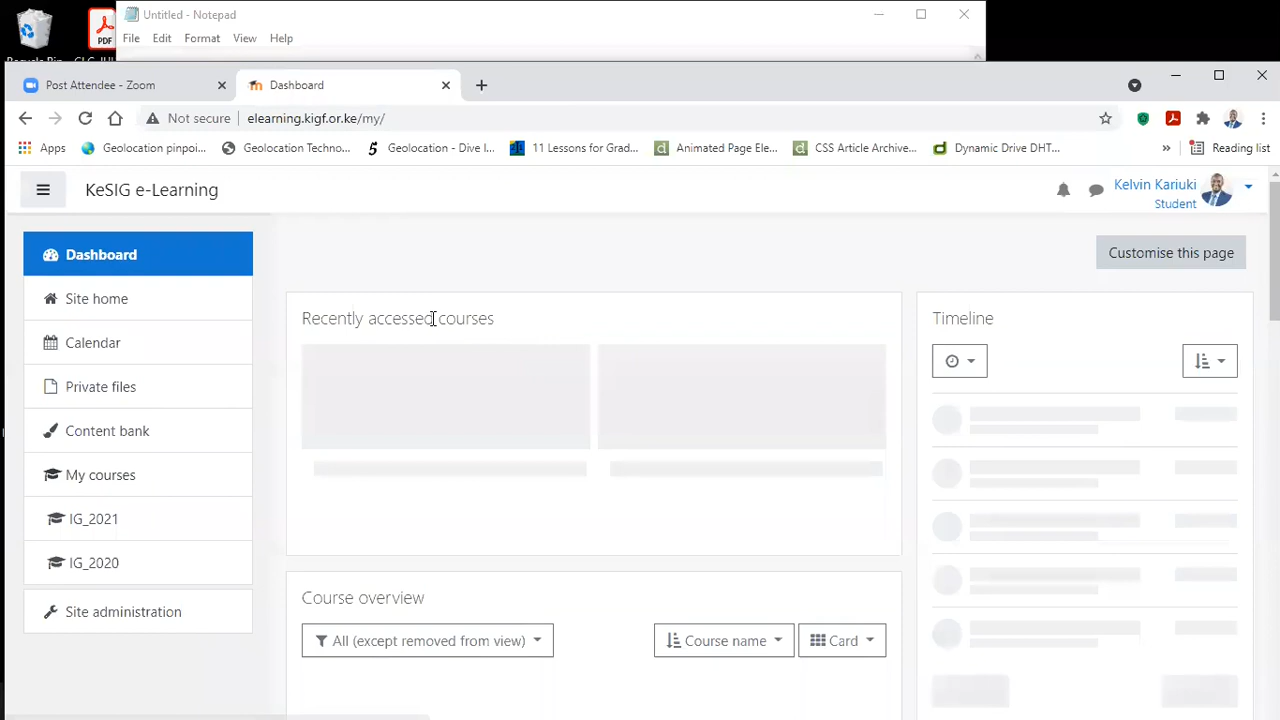 Untitled - Notepad
File Edit Format View Help
PDF
Post Attendee - Zoom
Dashboard
Not secure
elearning.kigf.or.ke/my/
Apps
Geolocation pinpoi...
Geolocation Techno...
Geolocation - Dive I...
11 Lessons for Grad...
Animated Page Ele...
CSS Article Archive...
Dynamic Drive DHT...
»
Reading list
KeSIG e-Learning
Kelvin Kariuki
Student
Dashboard
Site home
Calendar
Private files
Content bank
My courses
IG_2021
IG_2020
Site administration
Customise this page
Recently accessed courses
Timeline
Course overview
All (except removed from view)
Course name
Card